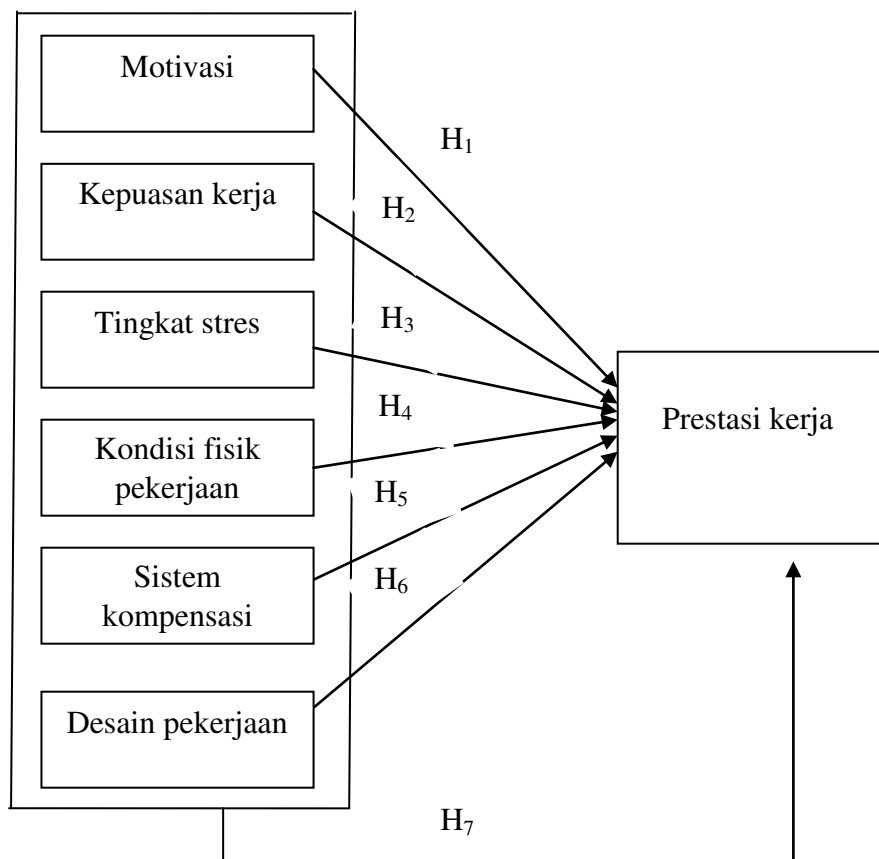 Motivasi
H₁
Kepuasan kerja
H₂
Tingkat stres
H₃
H₄
Prestasi kerja
Kondisi fisik
pekerjaan
H₅
Sistem
kompensasi
H₆
Desain pekerjaan
H₇